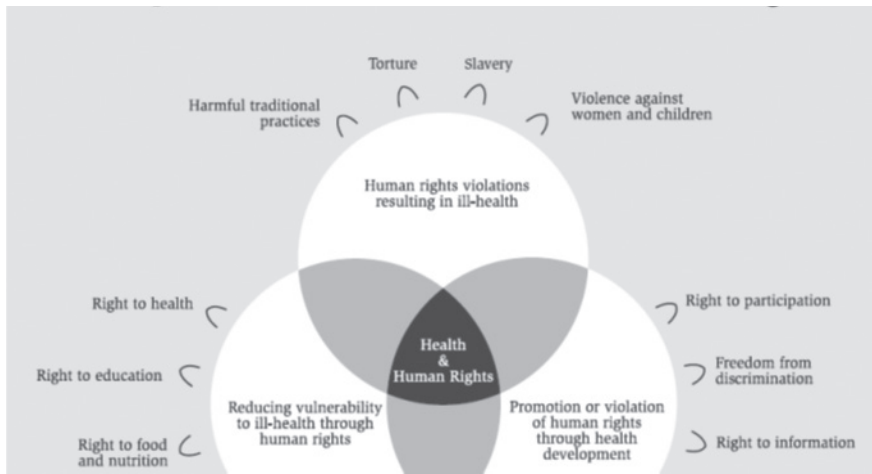 Torture
Slavery
Harmful traditional
practices
Violence against
women and children
Human rights violations
resulting in ill-health
Right to health
Right to participation
Health
&
Human Rights
Right to education
Freedom from
discrimination
Reducing vulnerability
to ill-health through
human rights
Promotion or violation
of human rights
through health
development
Right to food
and nutrition
Right to information